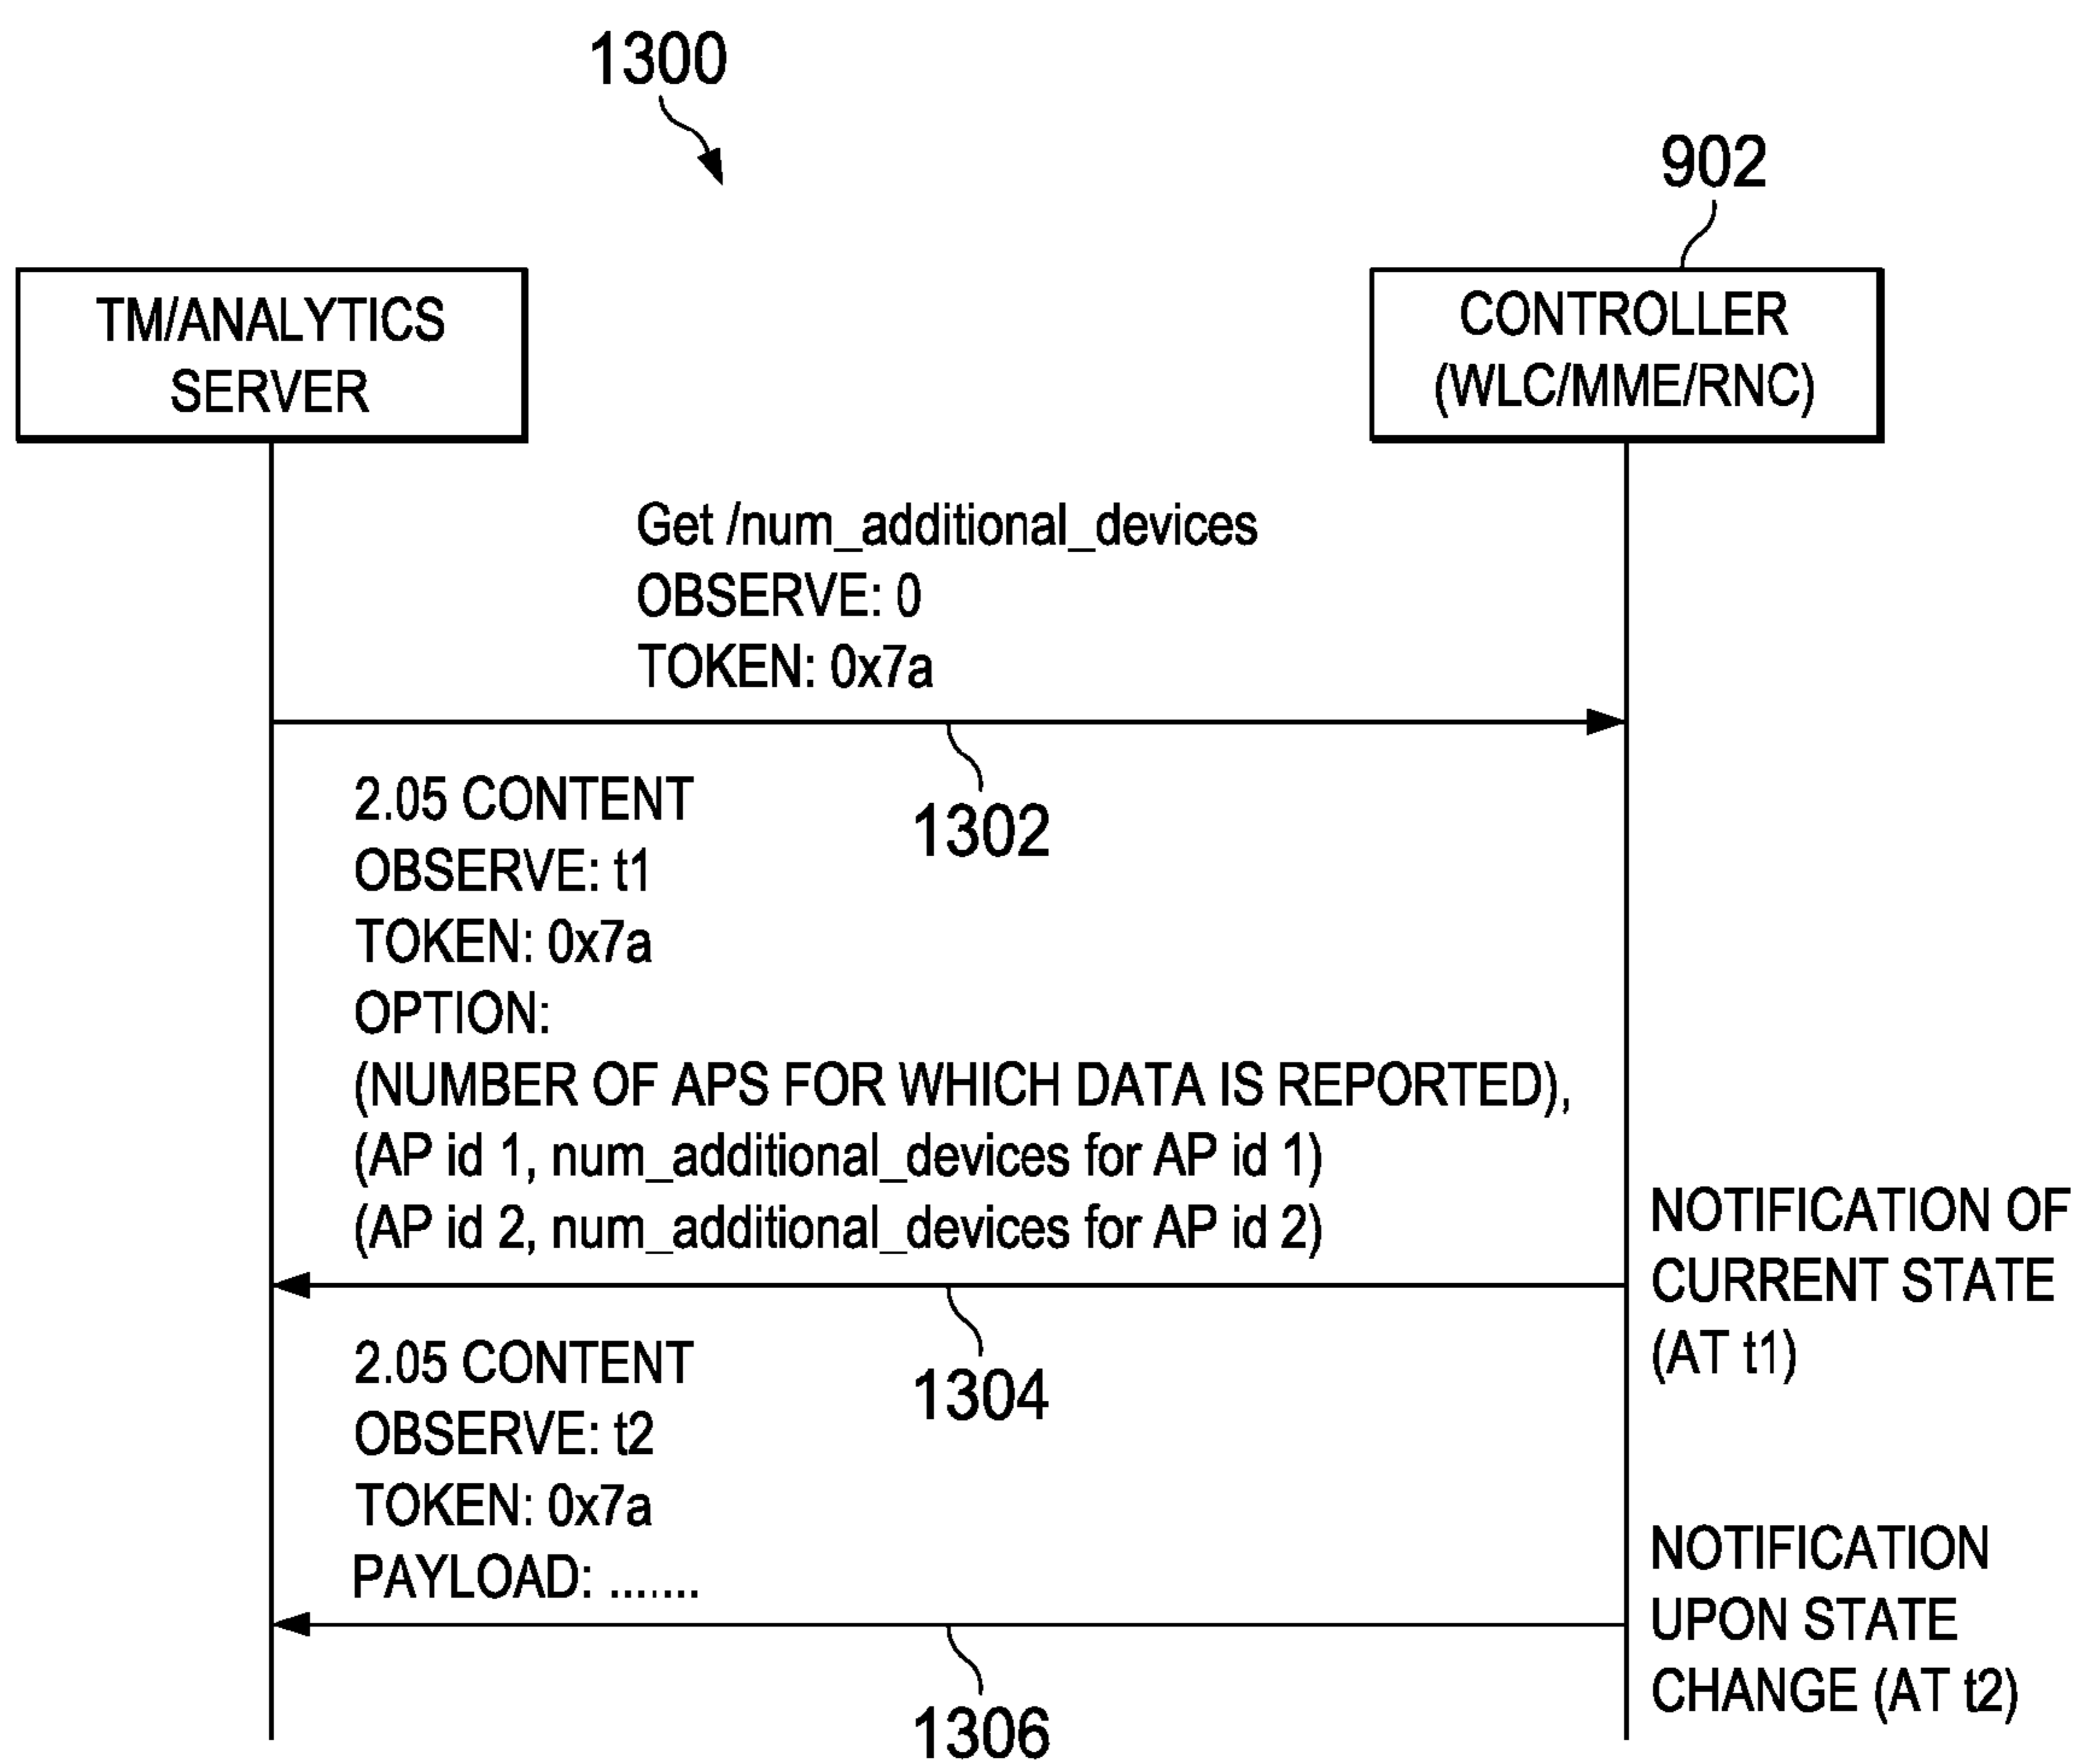 1300
902
TM/ANALYTICS
SERVER
CONTROLLER
(WLC/MME/RNC)
Get /num_additional_devices
OBSERVE: 0
TOKEN: 0x7a
1302
2.05 CONTENT
OBSERVE: t1
TOKEN: 0x7a
OPTION:
(NUMBER OF APS FOR WHICH DATA IS REPORTED),
(AP id 1, num_additional_devices for AP id 1)
(AP id 2, num_additional_devices for AP id 2)
NOTIFICATION OF
CURRENT STATE
(AT t1)
1304
2.05 CONTENT
OBSERVE: t2
TOKEN: 0x7a
PAYLOAD: .......
NOTIFICATION
UPON STATE
CHANGE (AT t2)
1306